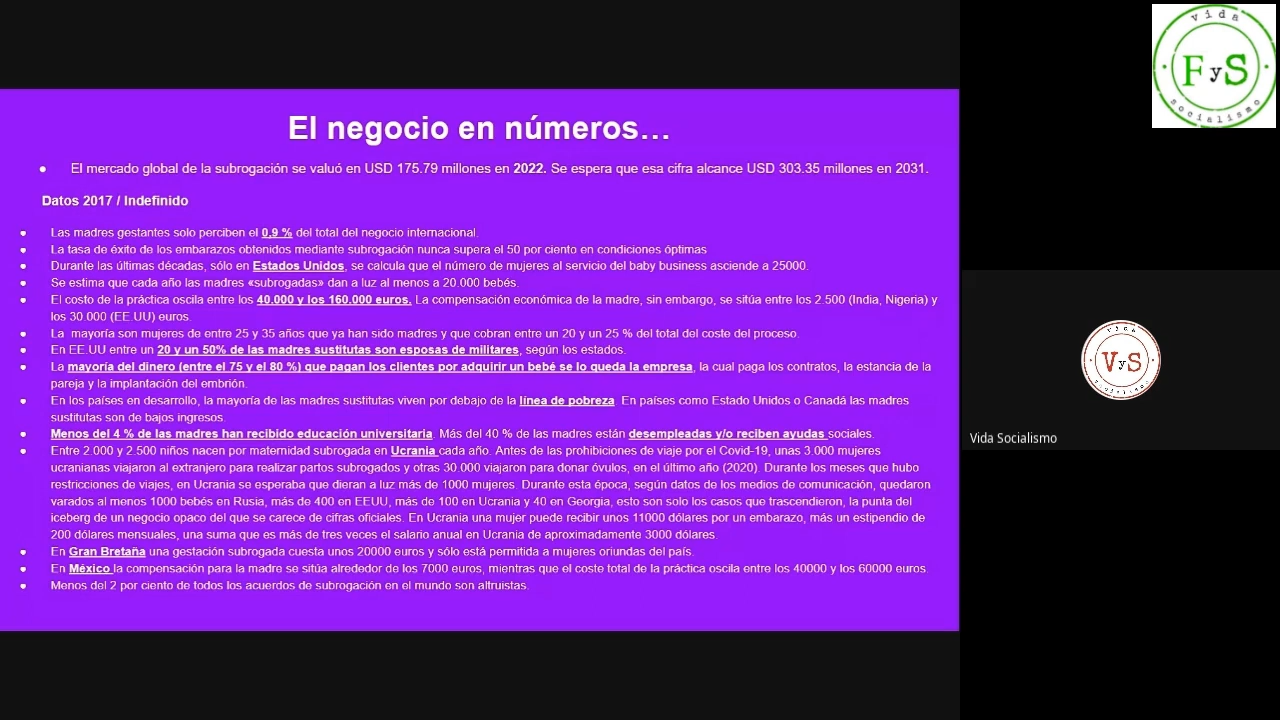 El negocio en números…
● El mercado global de la subrogación se valuó en USD 175.79 millones en 2022. Se espera que esa cifra alcance USD 303.35 millones en 2031.
Datos 2017 / Indefinido
● Las madres gestantes solo perciben el 0,9 % del total del negocio internacional.
● La tasa de éxito de los embarazos obtenidos mediante subrogación nunca supera el 50 por ciento en condiciones óptimas
● Durante las últimas décadas, sólo en Estados Unidos, se calcula que el número de mujeres al servicio del baby business asciende a 25000.
● Se estima que cada año las madres «subrogadas» dan a luz al menos a 20.000 bebés.
● El costo de la práctica oscila entre los 40.000 y los 160.000 euros. La compensación económica de la madre, sin embargo, se sitúa entre los 2.500 (India, Nigeria) y
los 30.000 (EE.UU) euros.
● La mayoría son mujeres de entre 25 y 35 años que ya han sido madres y que cobran entre un 20 y un 25 % del total del coste del proceso.
● En EE.UU entre un 20 y un 50% de las madres sustitutas son esposas de militares, según los estados.
● La mayoría del dinero (entre el 75 y el 80 %) que pagan los clientes por adquirir un bebé se lo queda la empresa, la cual paga los contratos, la estancia de la
pareja y la implantación del embrión.
● En los países en desarrollo, la mayoría de las madres sustitutas viven por debajo de la línea de pobreza. En países como Estado Unidos o Canadá las madres
sustitutas son de bajos ingresos.
● Menos del 4 % de las madres han recibido educación universitaria. Más del 40 % de las madres están desempleadas y/o reciben ayudas sociales.
● Entre 2.000 y 2.500 niños nacen por maternidad subrogada en Ucrania cada año. Antes de las prohibiciones de viaje por el Covid-19, unas 3.000 mujeres
ucranianas viajaron al extranjero para realizar partos subrogados y otras 30.000 viajaron para donar óvulos, en el último año (2020). Durante los meses que hubo
restricciones de viajes, en Ucrania se esperaba que dieran a luz más de 1000 mujeres. Durante esta época, según datos de los medios de comunicación, quedaron
varados al menos 1000 bebés en Rusia, más de 400 en EEUU, más de 100 en Ucrania y 40 en Georgia, esto son solo los casos que trascendieron, la punta del
iceberg de un negocio opaco del que se carece de cifras oficiales. En Ucrania una mujer puede recibir unos 11000 dólares por un embarazo, más un estipendio de
200 dólares mensuales, una suma que es más de tres veces el salario anual en Ucrania de aproximadamente 3000 dólares.
● En Gran Bretaña una gestación subrogada cuesta unos 20000 euros y sólo está permitida a mujeres oriundas del país.
● En México la compensación para la madre se sitúa alrededor de los 7000 euros, mientras que el coste total de la práctica oscila entre los 40000 y los 60000 euros.
● Menos del 2 por ciento de todos los acuerdos de subrogación en el mundo son altruistas.
vida
FyS
socialismo
VyS
Vida Socialismo